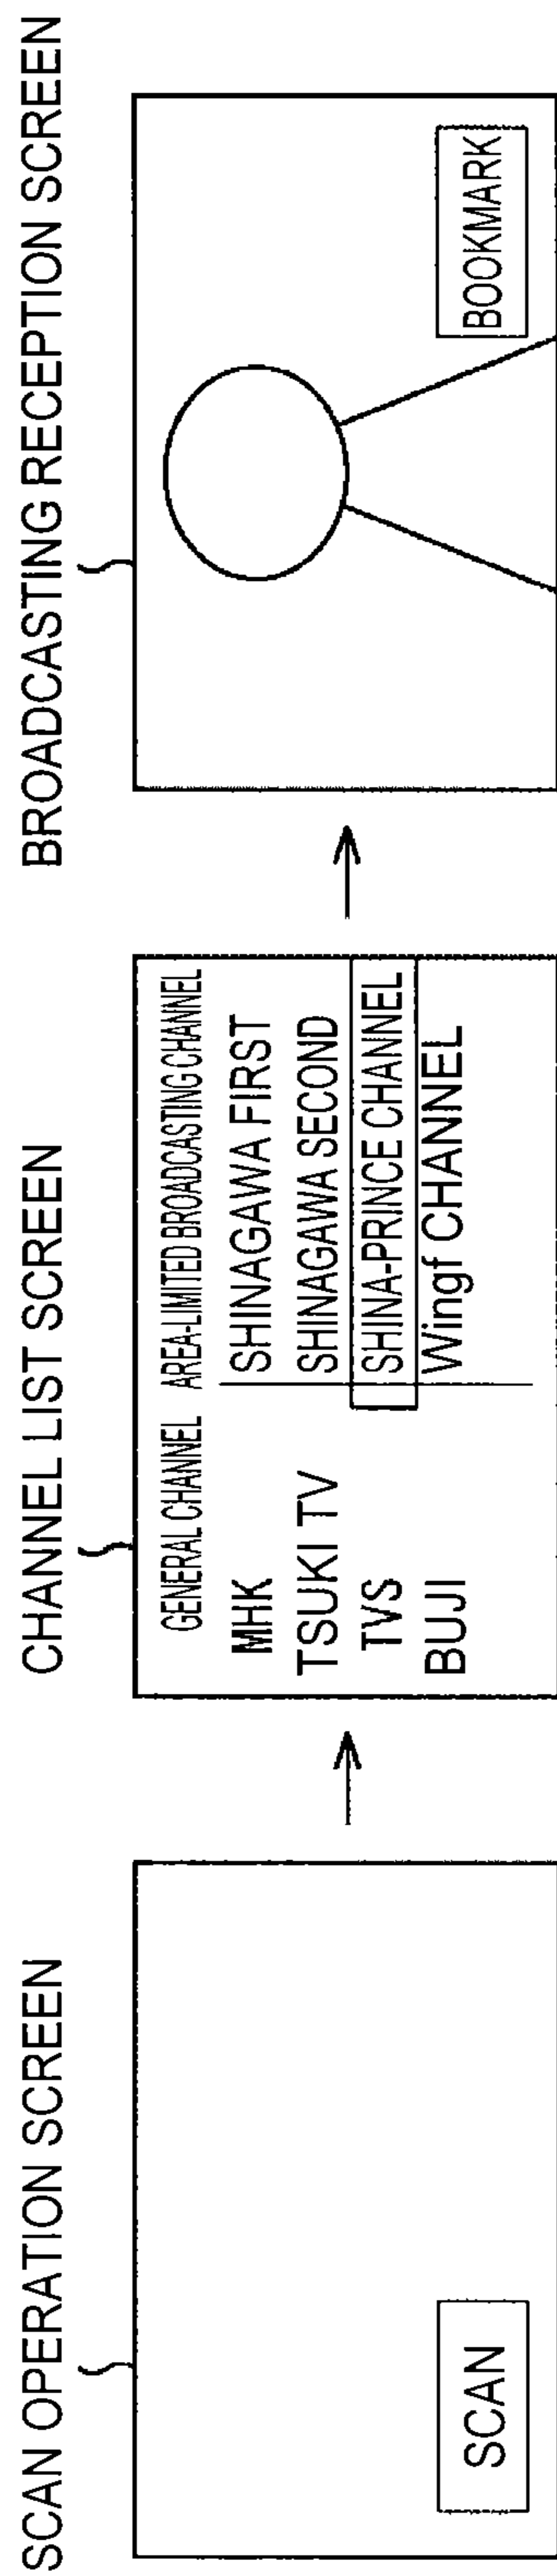 SCAN OPERATION SCREEN
SCAN
CHANNEL LIST SCREEN
GENERAL CHANNEL AREA-LIMITED BROADCASTING CHANNEL
MHK SHINAGAWA FIRST
TSUKI TV SHINAGAWA SECOND
TVS SHINA-PRINCE CHANNEL
BUJI Wingf CHANNEL
BROADCASTING RECEPTION SCREEN
BOOKMARK